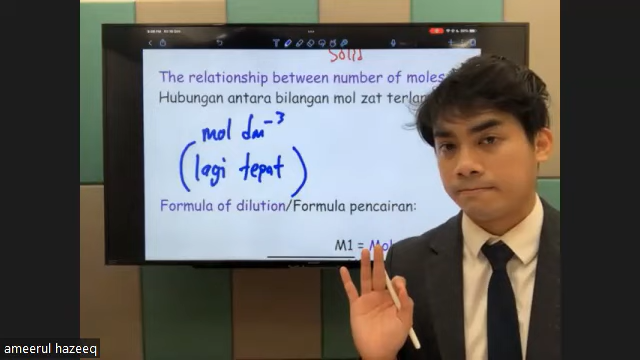 Solid
The relationship between number of moles
Hubungan antara bilangan mol zat terlar
mol dm⁻³
(lagi tepat)
Formula of dilution/Formula pencairan:
M1 = Mol
ameerul hazeeq